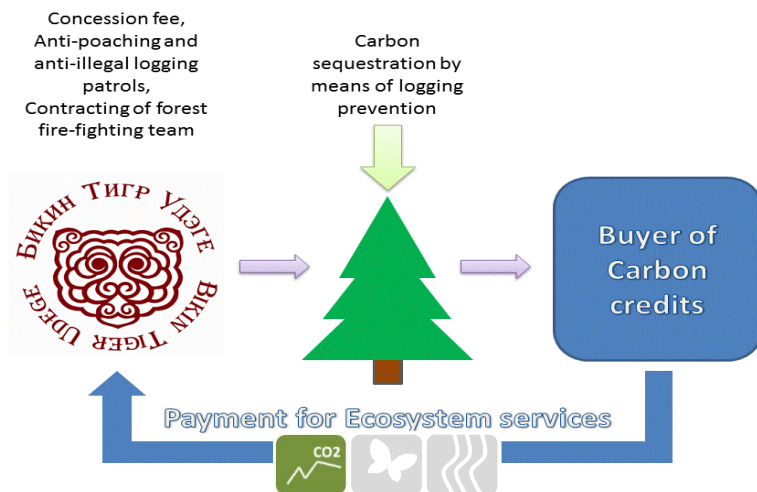 Concession fee,
Anti-poaching and
anti-illegal logging
patrols,
Contracting of forest
fire-fighting team
Carbon
sequestration by
means of logging
prevention
Бикин Тигр Удэге
Bikin Tiger Udege
Buyer of
Carbon
credits
Payment for Ecosystem services
CO2